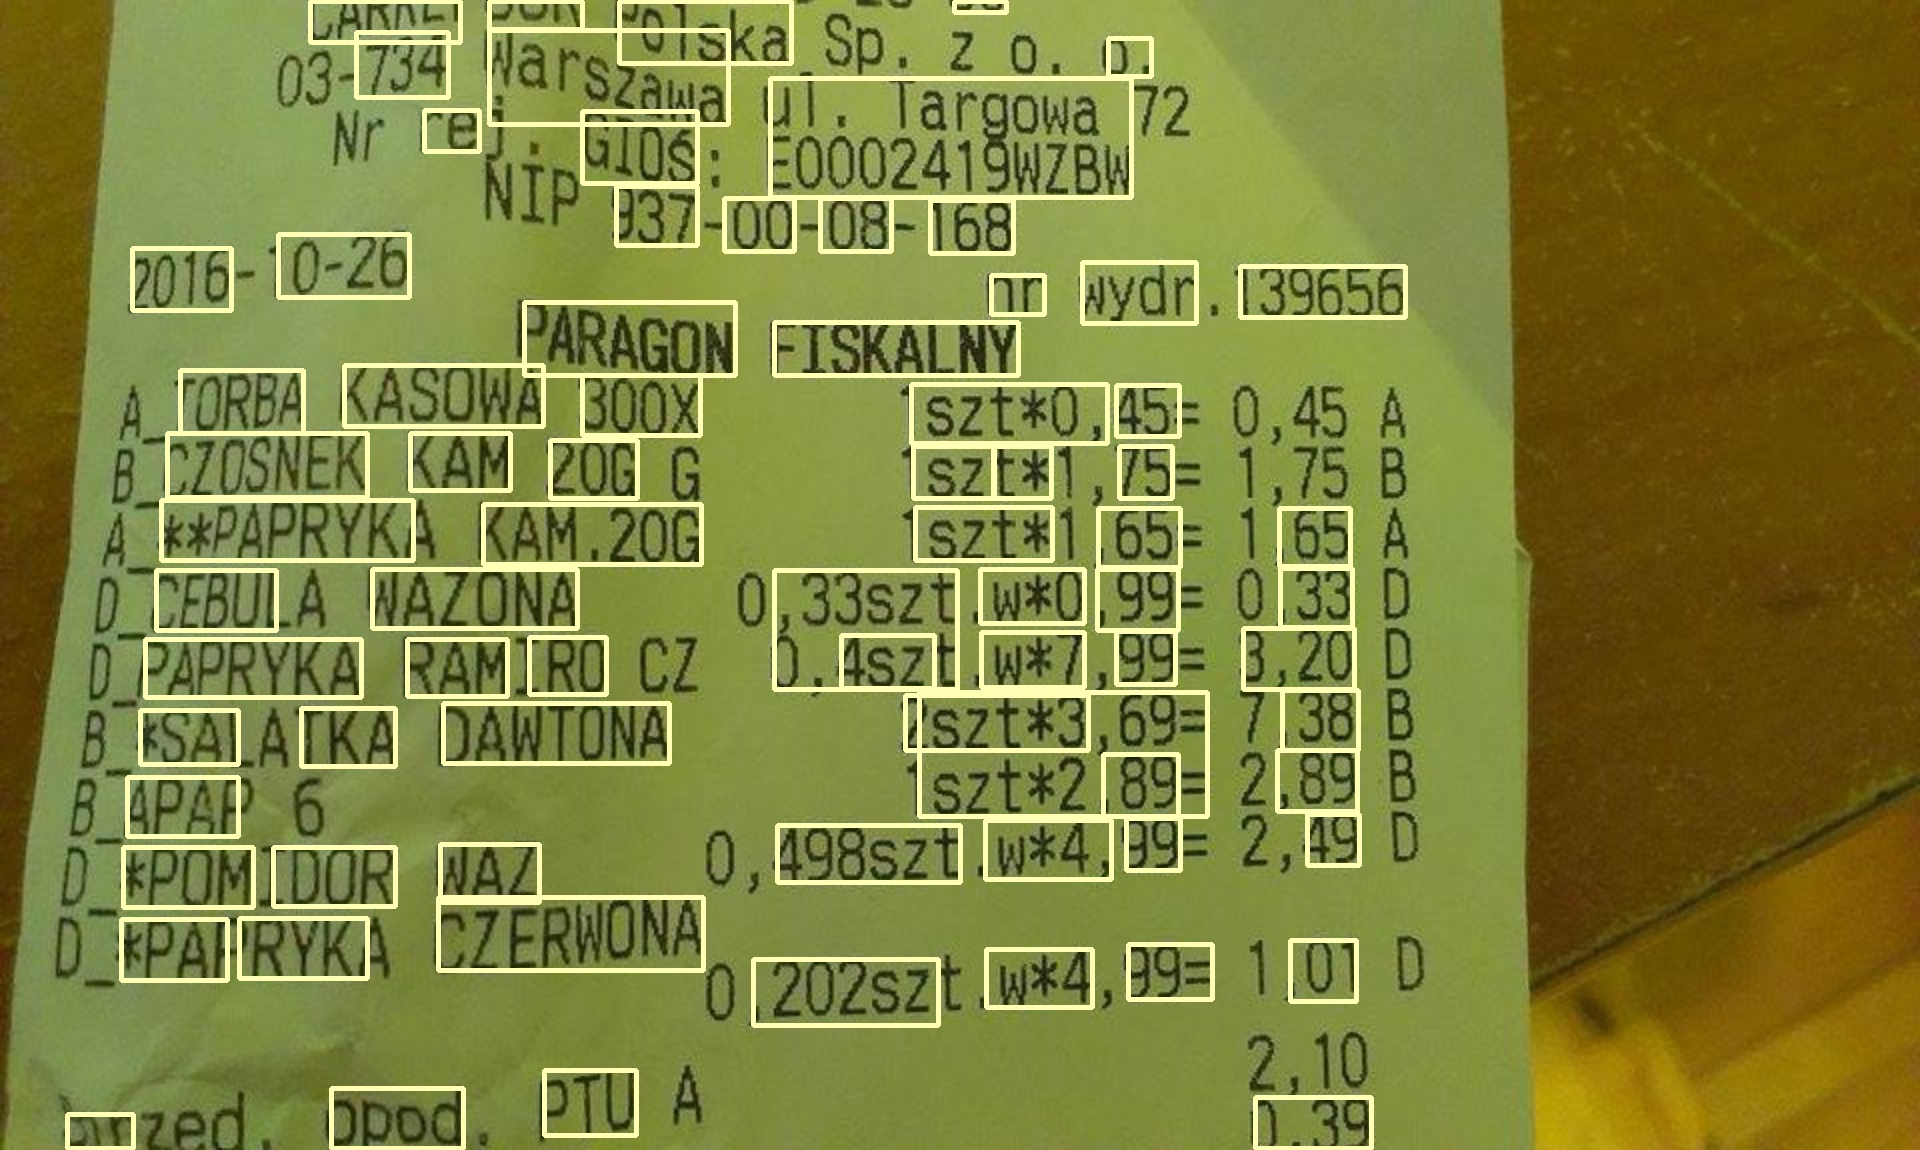 Polska Sp. z o. o.
03-734 Warszawa ul. Targowa 72
Nr rej. GIOŚ: E0002419WZBW
NIP 937-00-08-168
2016-10-26 nr wydr.139656
PARAGON FISKALNY
A_TORBA KASOWA 300X 1szt*0,45= 0,45 A
B_CZOSNEK KAM 20G G 1szt*1,75= 1,75 B
A_**PAPRYKA KAM.20G 1szt*1,65= 1,65 A
D_CEBULA WAZONA 0,33szt.w*0,99= 0,33 D
D_PAPRYKA RAMIRO CZ 0,4szt.w*7,99= 3,20 D
B_*SALATKA DAWTONA 2szt*3,69= 7,38 B
B_APAP 6 1szt*2,89= 2,89 B
D_*POMIDOR WAZ 0,498szt.w*4,99= 2,49 D
D_*PAPRYKA CZERWONA 0,202szt.w*4,99= 1,01 D
2,10
Sprzed. opod. PTU A 0,39